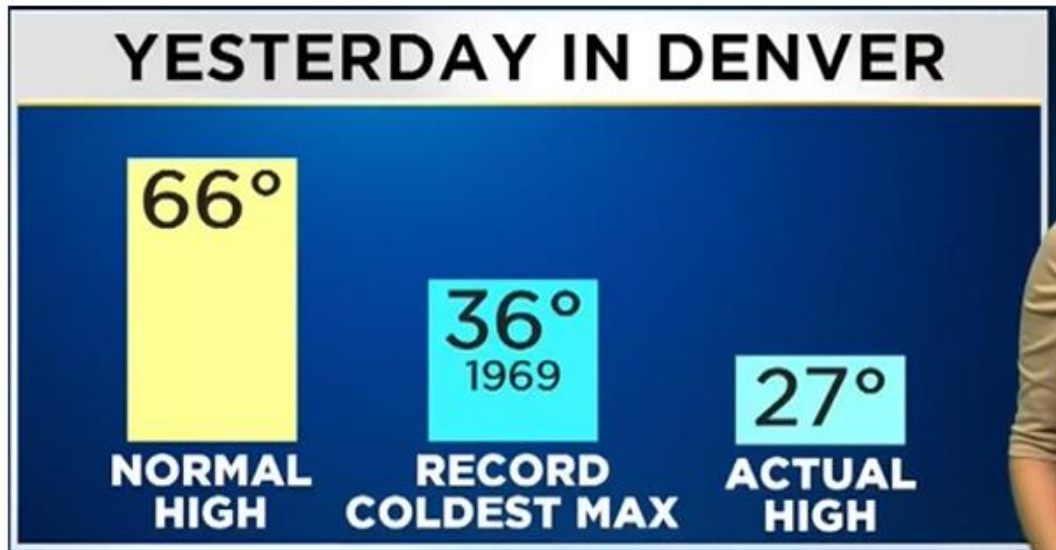 YESTERDAY IN DENVER
66°
36°
1969
27°
NORMAL
HIGH
RECORD
COLDEST MAX
ACTUAL
HIGH